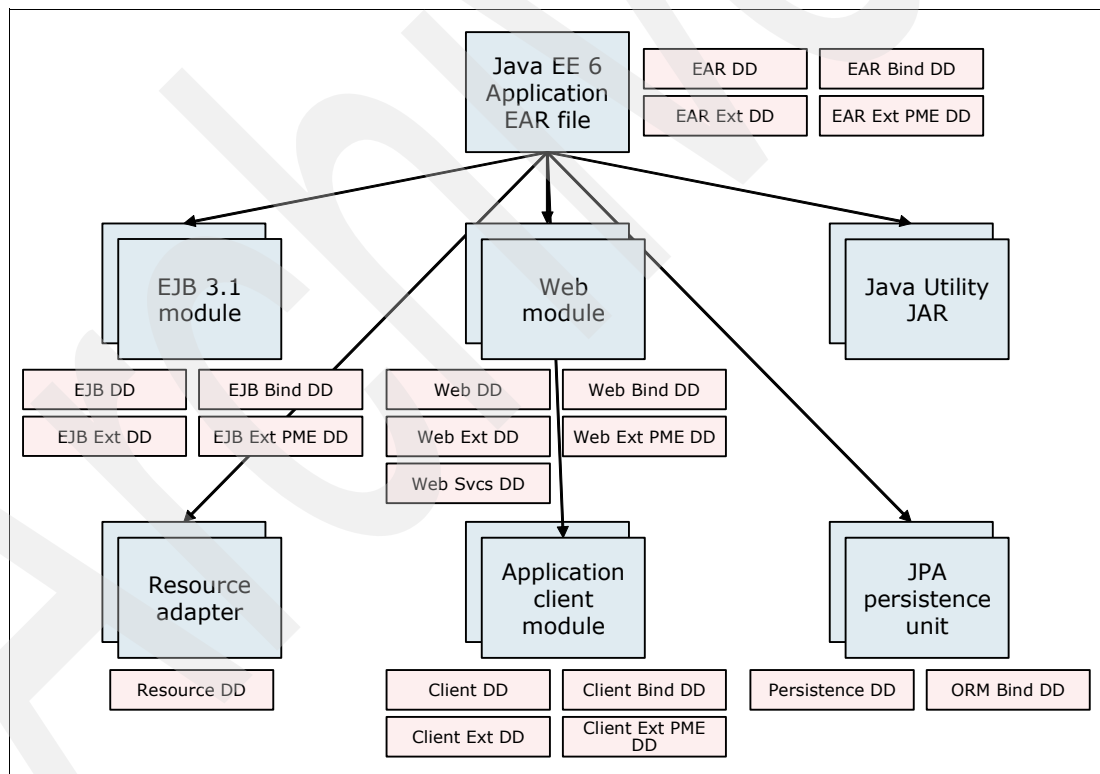 Java EE 6
Application
EAR file
EAR DD
EAR Bind DD
EAR Ext DD
EAR Ext PME DD
EJB 3.1
module
Web
module
Java Utility
JAR
EJB DD
EJB Bind DD
EJB Ext DD
EJB Ext PME DD
Web DD
Web Bind DD
Web Ext DD
Web Ext PME DD
Web Svcs DD
Resource
adapter
Application
client
module
JPA
persistence
unit
Resource DD
Client DD
Client Bind DD
Client Ext DD
Client Ext PME
DD
Persistence DD
ORM Bind DD